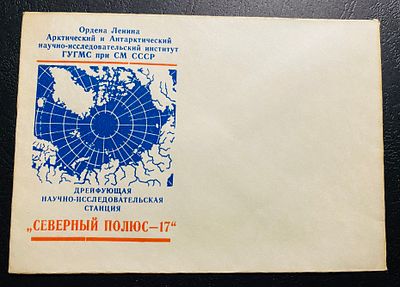 Ордена Ленина
Арктический и Антарктический
научно-исследовательский институт
ГУГМС при СМ СССР
ДРЕЙФУЮЩАЯ
НАУЧНО-ИССЛЕДОВАТЕЛЬСКАЯ
СТАНЦИЯ
„СЕВЕРНЫЙ ПОЛЮС—17“